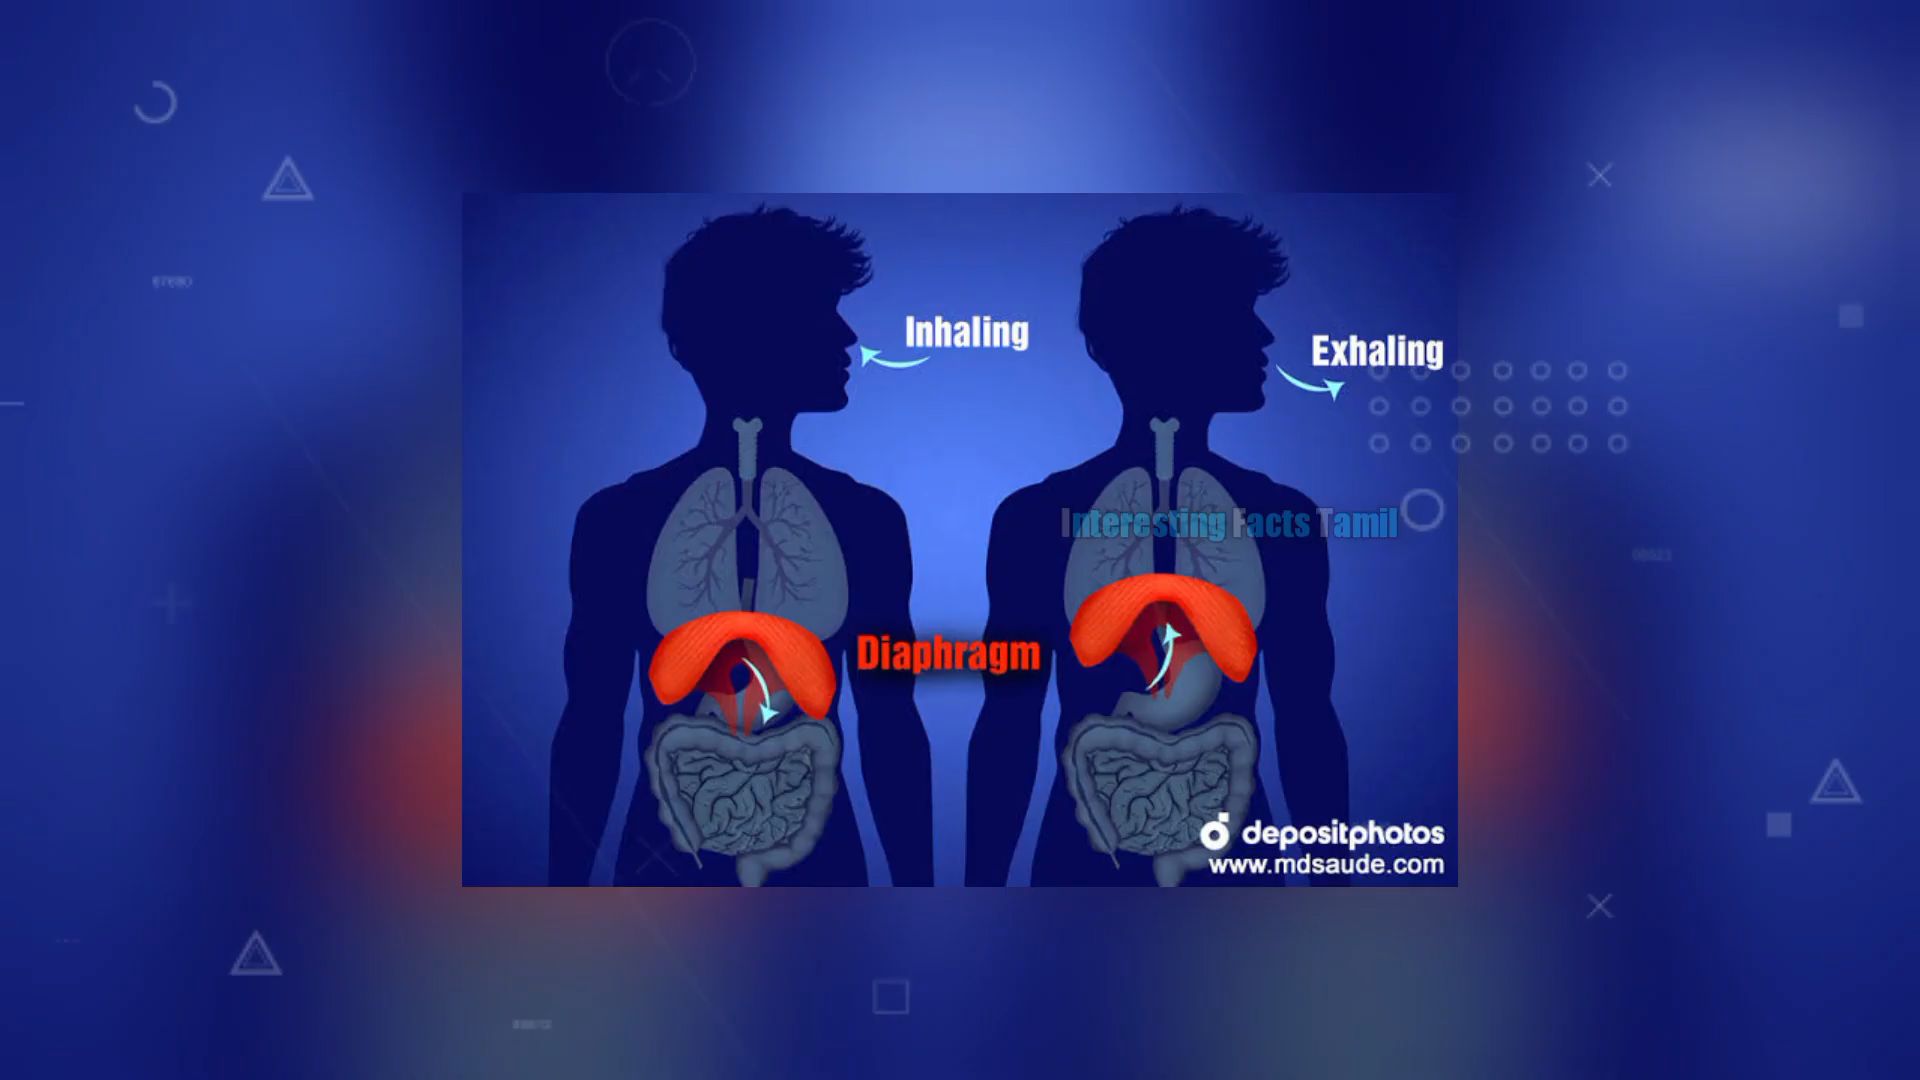 Inhaling
Exhaling
Interesting Facts Tamil
Diaphragm
depositphotos
www.mdsaude.com